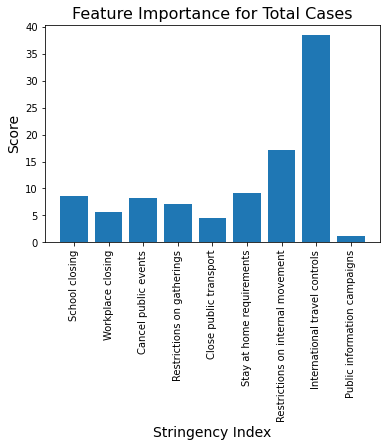 Feature Importance for Total Cases
Score
40
35
30
25
20
15
10
5
0
School closing
Workplace closing
Cancel public events
Restrictions on gatherings
Close public transport
Stay at home requirements
Restrictions on internal movement
International travel controls
Public information campaigns
Stringency Index